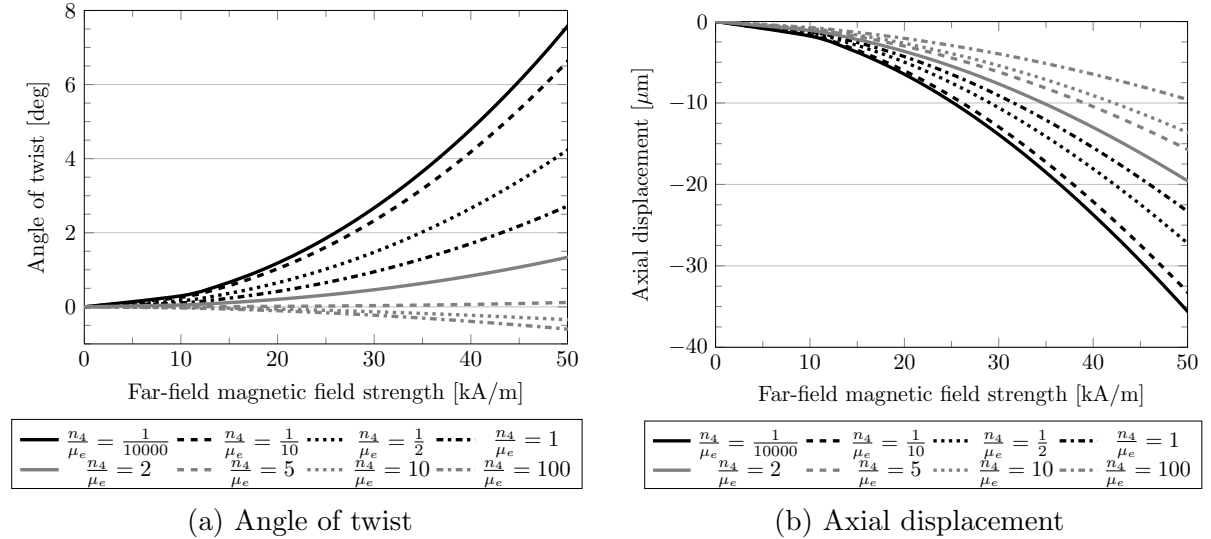 8
6
4
2
0
Angle of twist [deg]
0 10 20 30 40 50
Far-field magnetic field strength [kA/m]
n₄/μₑ = 1/10000 n₄/μₑ = 1/10 n₄/μₑ = 1/2 n₄/μₑ = 1
n₄/μₑ = 2 n₄/μₑ = 5 n₄/μₑ = 10 n₄/μₑ = 100
(a) Angle of twist
0
−10
−20
−30
−40
Axial displacement [μm]
0 10 20 30 40 50
Far-field magnetic field strength [kA/m]
n₄/μₑ = 1/10000 n₄/μₑ = 1/10 n₄/μₑ = 1/2 n₄/μₑ = 1
n₄/μₑ = 2 n₄/μₑ = 5 n₄/μₑ = 10 n₄/μₑ = 100
(b) Axial displacement